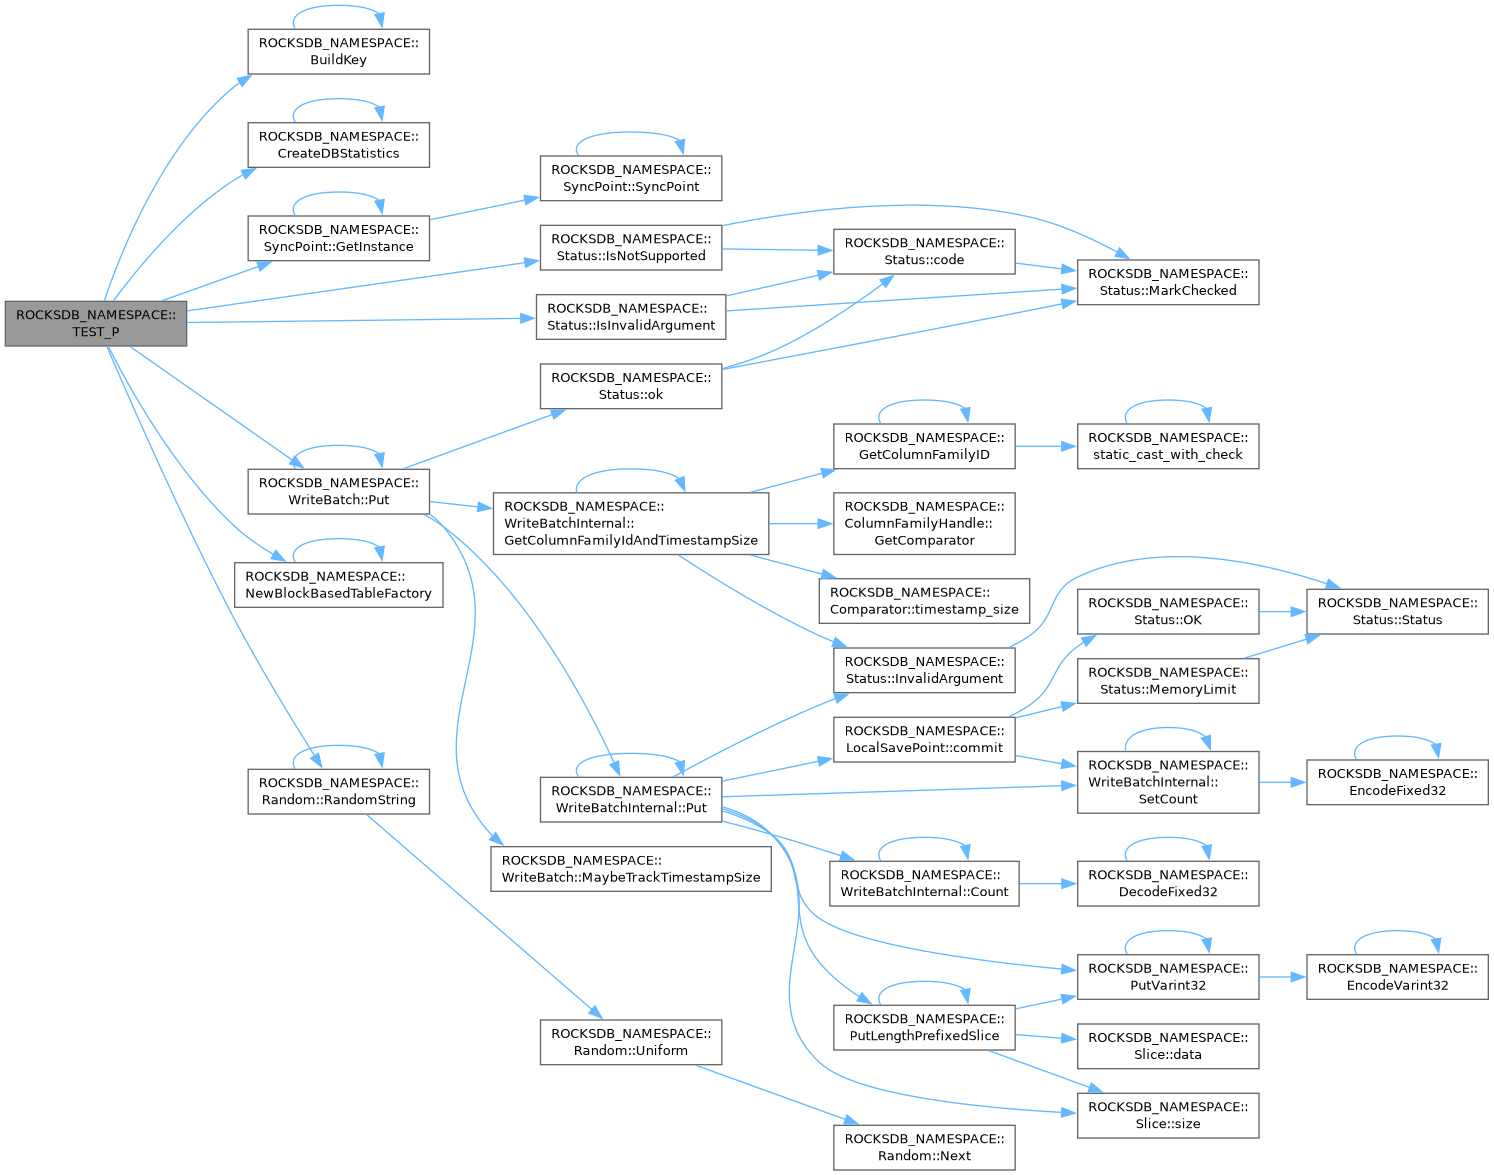 ROCKSDB_NAMESPACE::
TEST_P
ROCKSDB_NAMESPACE::
BuildKey
ROCKSDB_NAMESPACE::
CreateDBStatistics
ROCKSDB_NAMESPACE::
SyncPoint::GetInstance
ROCKSDB_NAMESPACE::
SyncPoint::SyncPoint
ROCKSDB_NAMESPACE::
Status::IsNotSupported
ROCKSDB_NAMESPACE::
Status::code
ROCKSDB_NAMESPACE::
Status::MarkChecked
ROCKSDB_NAMESPACE::
Status::IsInvalidArgument
ROCKSDB_NAMESPACE::
Status::ok
ROCKSDB_NAMESPACE::
WriteBatch::Put
ROCKSDB_NAMESPACE::
WriteBatchInternal::
GetColumnFamilyIdAndTimestampSize
ROCKSDB_NAMESPACE::
GetColumnFamilyID
ROCKSDB_NAMESPACE::
static_cast_with_check
ROCKSDB_NAMESPACE::
ColumnFamilyHandle::
GetComparator
ROCKSDB_NAMESPACE::
Comparator::timestamp_size
ROCKSDB_NAMESPACE::
Status::InvalidArgument
ROCKSDB_NAMESPACE::
Status::OK
ROCKSDB_NAMESPACE::
Status::Status
ROCKSDB_NAMESPACE::
Status::MemoryLimit
ROCKSDB_NAMESPACE::
NewBlockBasedTableFactory
ROCKSDB_NAMESPACE::
Random::RandomString
ROCKSDB_NAMESPACE::
WriteBatchInternal::Put
ROCKSDB_NAMESPACE::
LocalSavePoint::commit
ROCKSDB_NAMESPACE::
WriteBatchInternal::
SetCount
ROCKSDB_NAMESPACE::
EncodeFixed32
ROCKSDB_NAMESPACE::
WriteBatch::MaybeTrackTimestampSize
ROCKSDB_NAMESPACE::
WriteBatchInternal::Count
ROCKSDB_NAMESPACE::
DecodeFixed32
ROCKSDB_NAMESPACE::
PutVarint32
ROCKSDB_NAMESPACE::
EncodeVarint32
ROCKSDB_NAMESPACE::
PutLengthPrefixedSlice
ROCKSDB_NAMESPACE::
Slice::data
ROCKSDB_NAMESPACE::
Slice::size
ROCKSDB_NAMESPACE::
Random::Uniform
ROCKSDB_NAMESPACE::
Random::Next